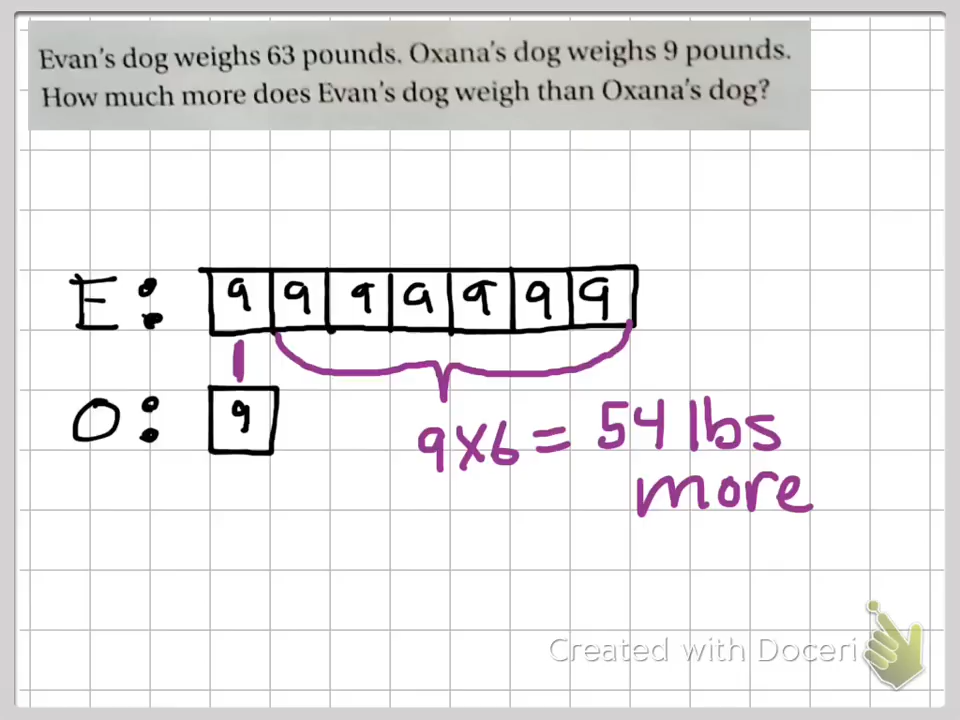 Evan's dog weighs 63 pounds. Oxana's dog weighs 9 pounds.
How much more does Evan's dog weigh than Oxana's dog?
E: 9 9 9 9 9 9 9
O: 9
9x6 = 54 lbs
more
Created with Doceri